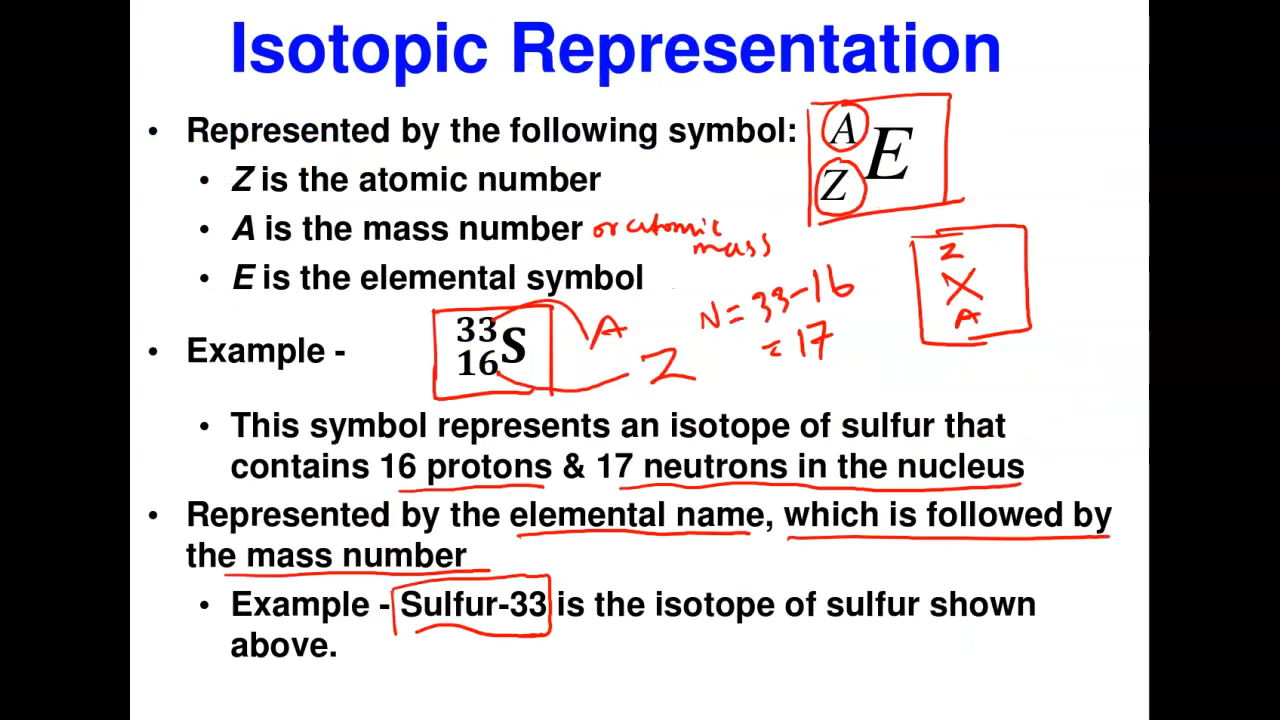 Isotopic Representation
• Represented by the following symbol:
A
Z E
• Z is the atomic number
• A is the mass number or atomic
mass
• E is the elemental symbol
Z
X
A
N = 33-16
= 17
• Example -
33
16 S
A
Z
• This symbol represents an isotope of sulfur that
contains 16 protons & 17 neutrons in the nucleus
• Represented by the elemental name, which is followed by
the mass number
• Example - Sulfur-33 is the isotope of sulfur shown
above.